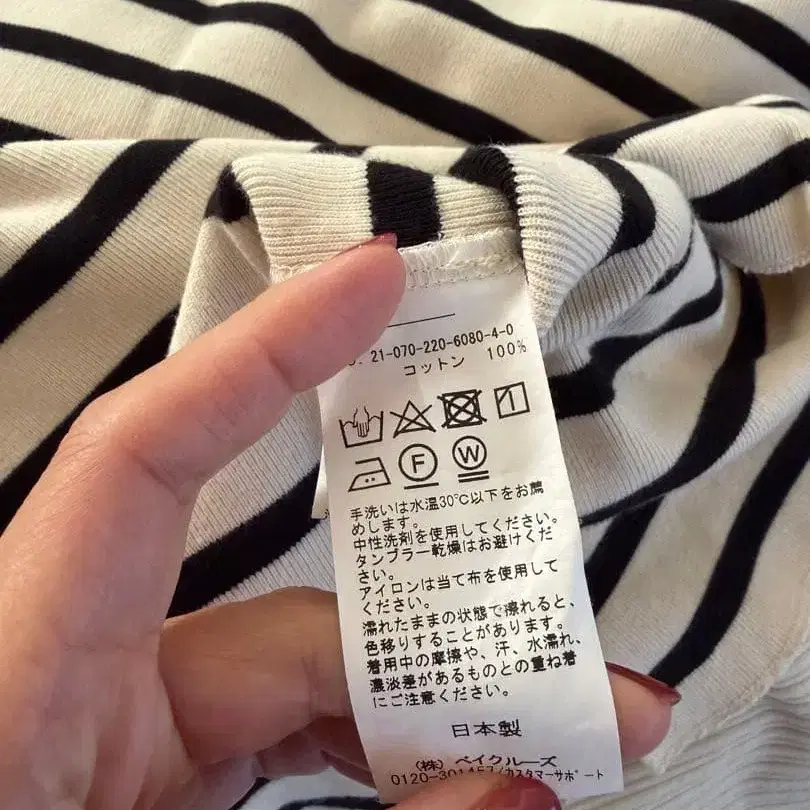 21-070-220-6080-4-0
コットン 100%
F W
手洗いは水温30℃以下をお薦
めします。
中性洗剤を使用してください。
タンブラー乾燥はお避けくだ
さい。
アイロンは当て布を使用して
ください。
濡れたままの状態で擦れると、
色移りすることがあります。
着用中の摩擦や、汗、水濡れ、
濃淡差があるものとの重ね着
にご注意ください。
日本製
(株) ベイクルーズ
0120-301457/カスタマーサポート